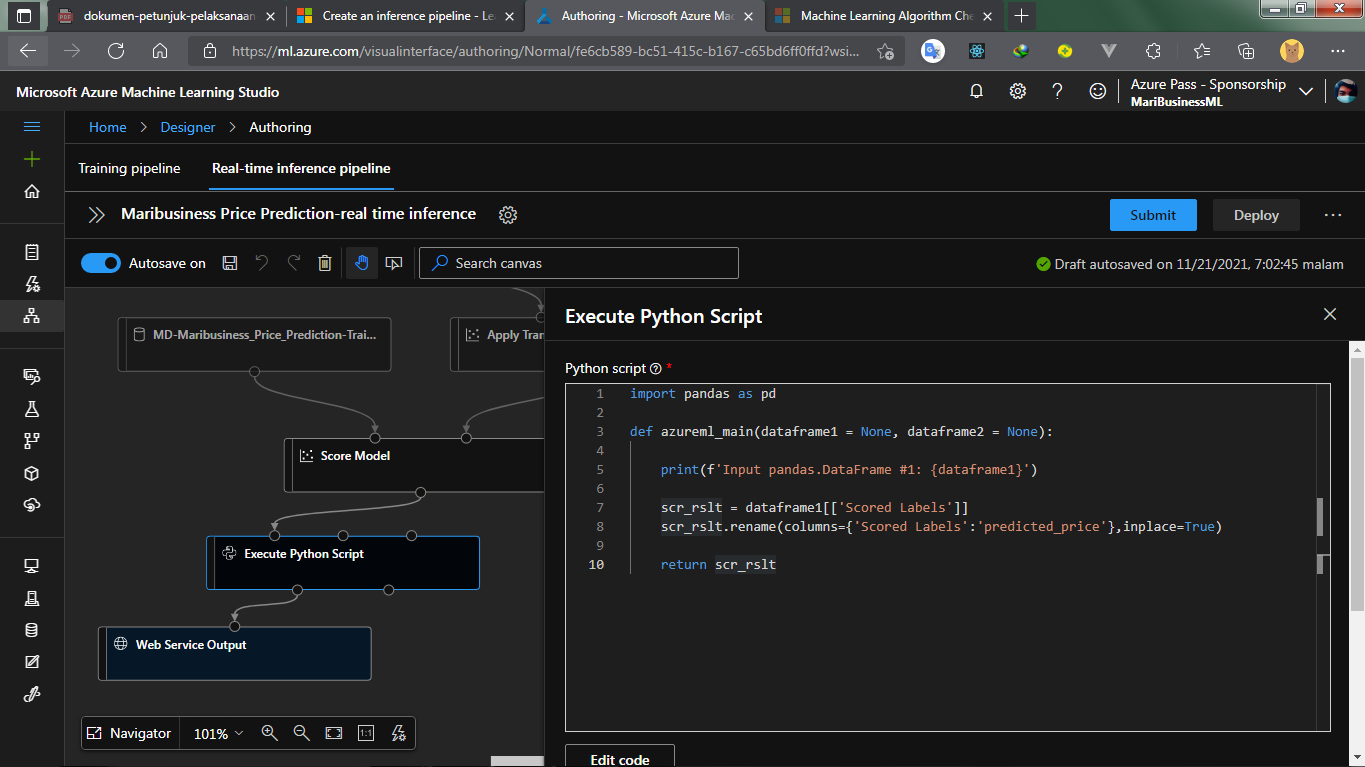 dokumen-petunjuk-pelaksanaan
Create an inference pipeline - Le
Authoring - Microsoft Azure Mac
Machine Learning Algorithm Che
https://ml.azure.com/visualinterface/authoring/Normal/fe6cb589-bc51-415c-b167-c65bd6ff0ffd?wsi...
Microsoft Azure Machine Learning Studio
Azure Pass - Sponsorship
MariBusinessML
Home > Designer > Authoring
Training pipeline
Real-time inference pipeline
Maribusiness Price Prediction-real time inference
Submit
Deploy
Autosave on
Search canvas
Draft autosaved on 11/21/2021, 7:02:45 malam
MD-Maribusiness_Price_Prediction-Trai...
Apply Tran
Score Model
Execute Python Script
Web Service Output
Navigator
101%
1:1
Execute Python Script
Python script *
1 import pandas as pd
2
3 def azureml_main(dataframe1 = None, dataframe2 = None):
4
5 print(f'Input pandas.DataFrame #1: {dataframe1}')
6
7 scr_rslt = dataframe1[['Scored Labels']]
8 scr_rslt.rename(columns={'Scored Labels':'predicted_price'},inplace=True)
9
10 return scr_rslt
Edit code